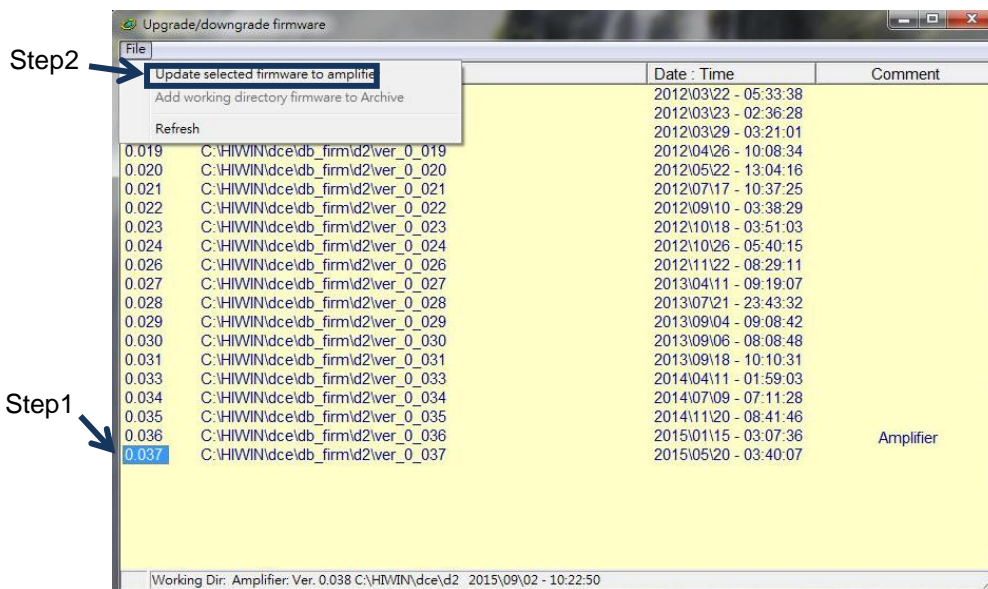 Upgrade/downgrade firmware
File
Step2
Update selected firmware to amplifier
Date : Time Comment
Add working directory firmware to Archive 2012\03\22 - 05:33:38
2012\03\23 - 02:36:28
Refresh 2012\03\29 - 03:21:01
0.019 C:\HIWIN\dce\db_firm\d2\ver_0_019 2012\04\26 - 10:08:34
0.020 C:\HIWIN\dce\db_firm\d2\ver_0_020 2012\05\22 - 13:04:16
0.021 C:\HIWIN\dce\db_firm\d2\ver_0_021 2012\07\17 - 10:37:25
0.022 C:\HIWIN\dce\db_firm\d2\ver_0_022 2012\09\10 - 03:38:29
0.023 C:\HIWIN\dce\db_firm\d2\ver_0_023 2012\10\18 - 03:51:03
0.024 C:\HIWIN\dce\db_firm\d2\ver_0_024 2012\10\26 - 05:40:15
0.026 C:\HIWIN\dce\db_firm\d2\ver_0_026 2012\11\22 - 08:29:11
0.027 C:\HIWIN\dce\db_firm\d2\ver_0_027 2013\04\11 - 09:19:07
0.028 C:\HIWIN\dce\db_firm\d2\ver_0_028 2013\07\21 - 23:43:32
0.029 C:\HIWIN\dce\db_firm\d2\ver_0_029 2013\09\04 - 09:08:42
0.030 C:\HIWIN\dce\db_firm\d2\ver_0_030 2013\09\06 - 08:08:48
0.031 C:\HIWIN\dce\db_firm\d2\ver_0_031 2013\09\18 - 10:10:31
0.033 C:\HIWIN\dce\db_firm\d2\ver_0_033 2014\04\11 - 01:59:03
0.034 C:\HIWIN\dce\db_firm\d2\ver_0_034 2014\07\09 - 07:11:28
Step1
0.035 C:\HIWIN\dce\db_firm\d2\ver_0_035 2014\11\20 - 08:41:46
0.036 C:\HIWIN\dce\db_firm\d2\ver_0_036 2015\01\15 - 03:07:36 Amplifier
0.037 C:\HIWIN\dce\db_firm\d2\ver_0_037 2015\05\20 - 03:40:07
Working Dir: Amplifier: Ver. 0.038 C:\HIWIN\dce\d2 2015\09\02 - 10:22:50